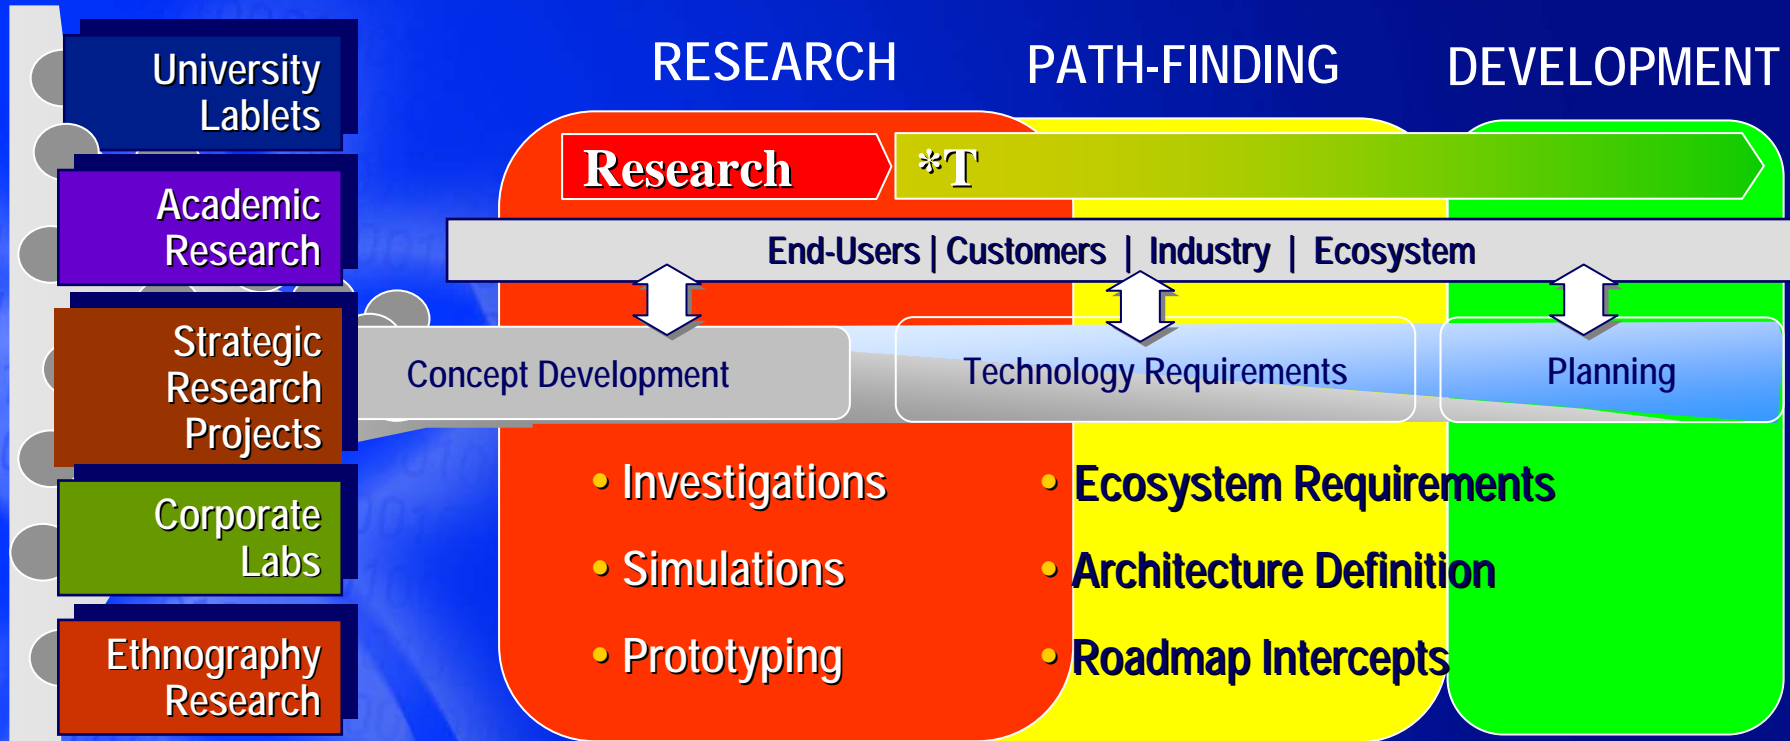 University
Lablets
Academic
Research
Strategic
Research
Projects
Corporate
Labs
Ethnography
Research
RESEARCH
PATH-FINDING
DEVELOPMENT
Research
*T
End-Users | Customers | Industry | Ecosystem
Concept Development
Technology Requirements
Planning
• Investigations
• Simulations
• Prototyping
• Ecosystem Requirements
• Architecture Definition
• Roadmap Intercepts